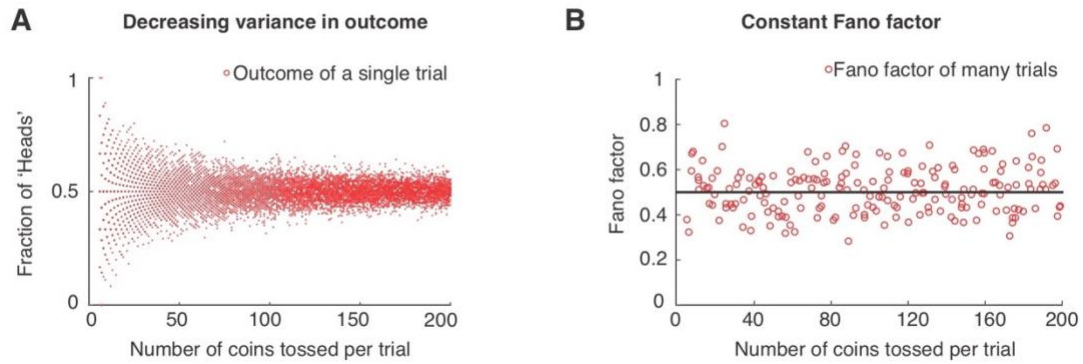 A
Decreasing variance in outcome
Outcome of a single trial
Fraction of 'Heads'
1
0.5
0
0 50 100 150 200
Number of coins tossed per trial
B
Constant Fano factor
Fano factor of many trials
Fano factor
1
0.8
0.6
0.4
0.2
0
0 40 80 120 160 200
Number of coins tossed per trial